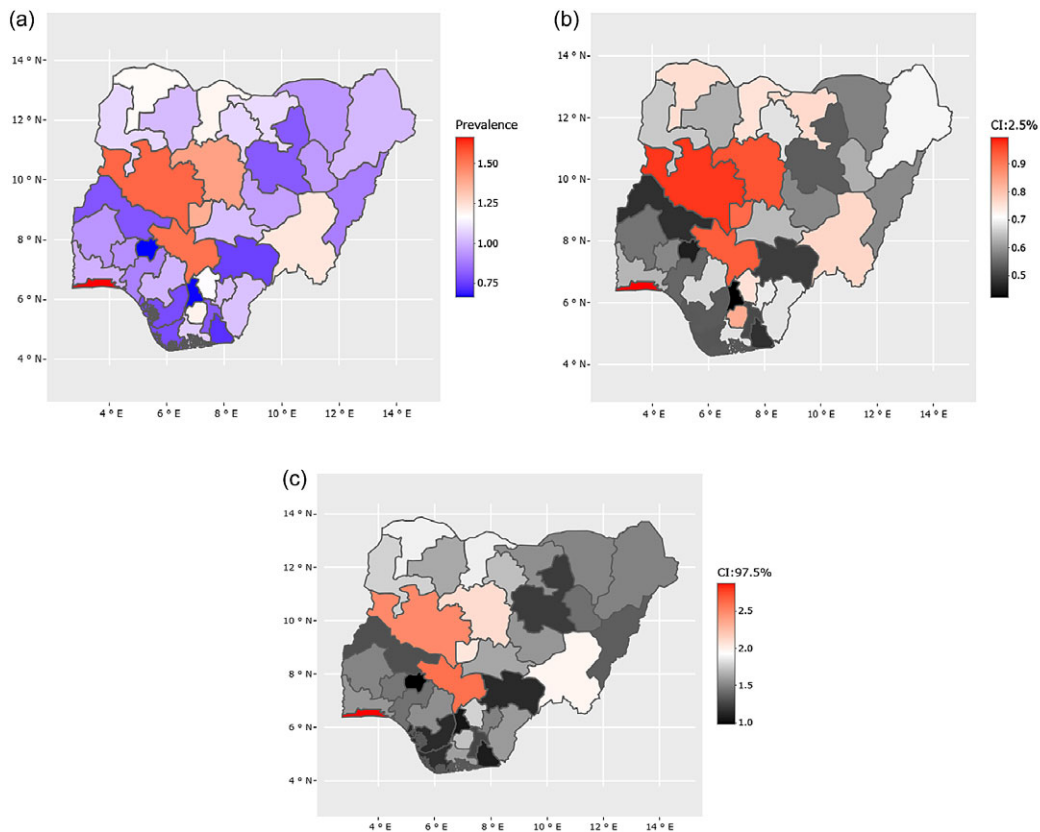 (a)
14 ° N
12 ° N
10 ° N
8 ° N
6 ° N
4 ° N
4 ° E
6 ° E
8 ° E
10 ° E
12 ° E
14 ° E
Prevalence
1.50
1.25
1.00
0.75
(b)
14 ° N
12 ° N
10 ° N
8 ° N
6 ° N
4 ° N
4 ° E
6 ° E
8 ° E
10 ° E
12 ° E
14 ° E
CI:2.5%
0.9
0.8
0.7
0.6
0.5
(c)
14 ° N
12 ° N
10 ° N
8 ° N
6 ° N
4 ° N
4 ° E
6 ° E
8 ° E
10 ° E
12 ° E
14 ° E
CI:97.5%
2.5
2.0
1.5
1.0